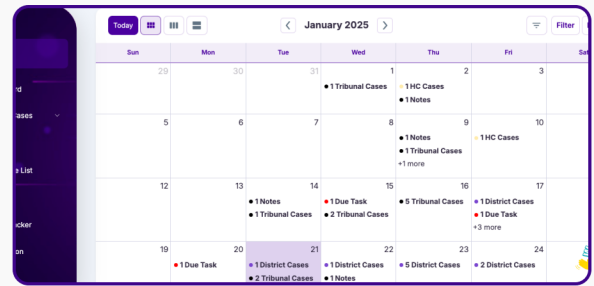 Today
January 2025
Filter
Sun Mon Tue Wed Thu Fri Sat
29 30 31 1 2 3
1 Tribunal Cases
1 HC Cases
1 Notes
5 6 7 8 9 10
1 Notes
1 HC Cases
1 Tribunal Cases
+1 more
12 13 14 15 16 17
1 Notes
1 Due Task
5 Tribunal Cases
1 District Cases
1 Tribunal Cases
2 Tribunal Cases
1 Due Task
+3 more
19 20 21 22 23 24
1 Due Task
1 District Cases
1 District Cases
5 District Cases
2 District Cases
2 Tribunal Cases
1 Notes
rd
ases
e List
acker
on